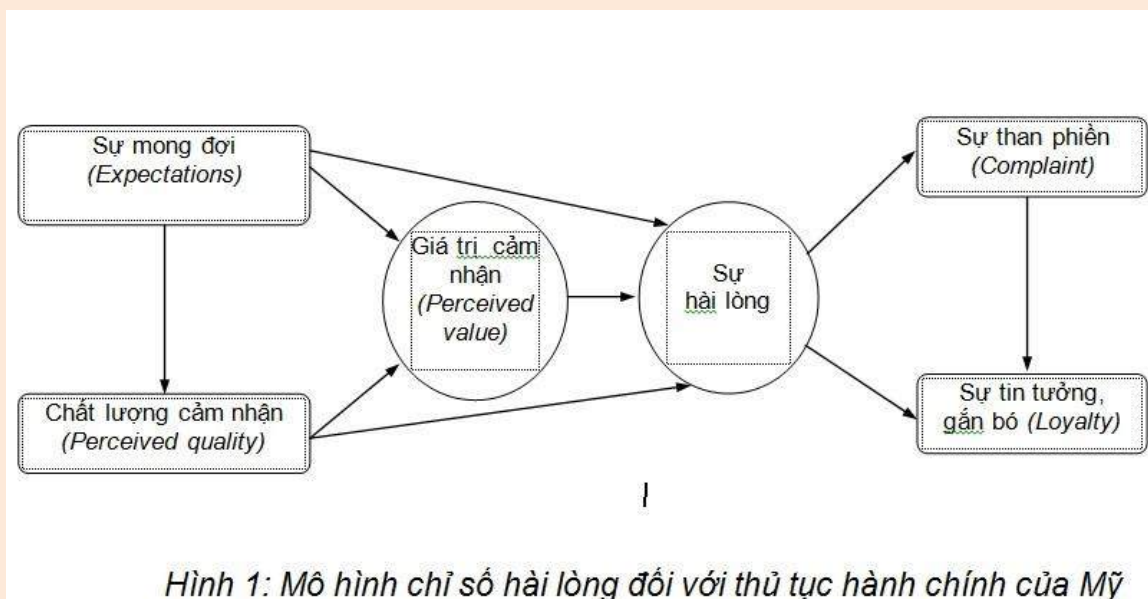 Sự mong đợi
(Expectations)
Sự than phiền
(Complaint)
Giá trị cảm
nhận
(Perceived
value)
Sự
hài lòng
Chất lượng cảm nhận
(Perceived quality)
Sự tin tưởng,
gắn bó (Loyalty)
Hình 1: Mô hình chỉ số hài lòng đối với thủ tục hành chính của Mỹ